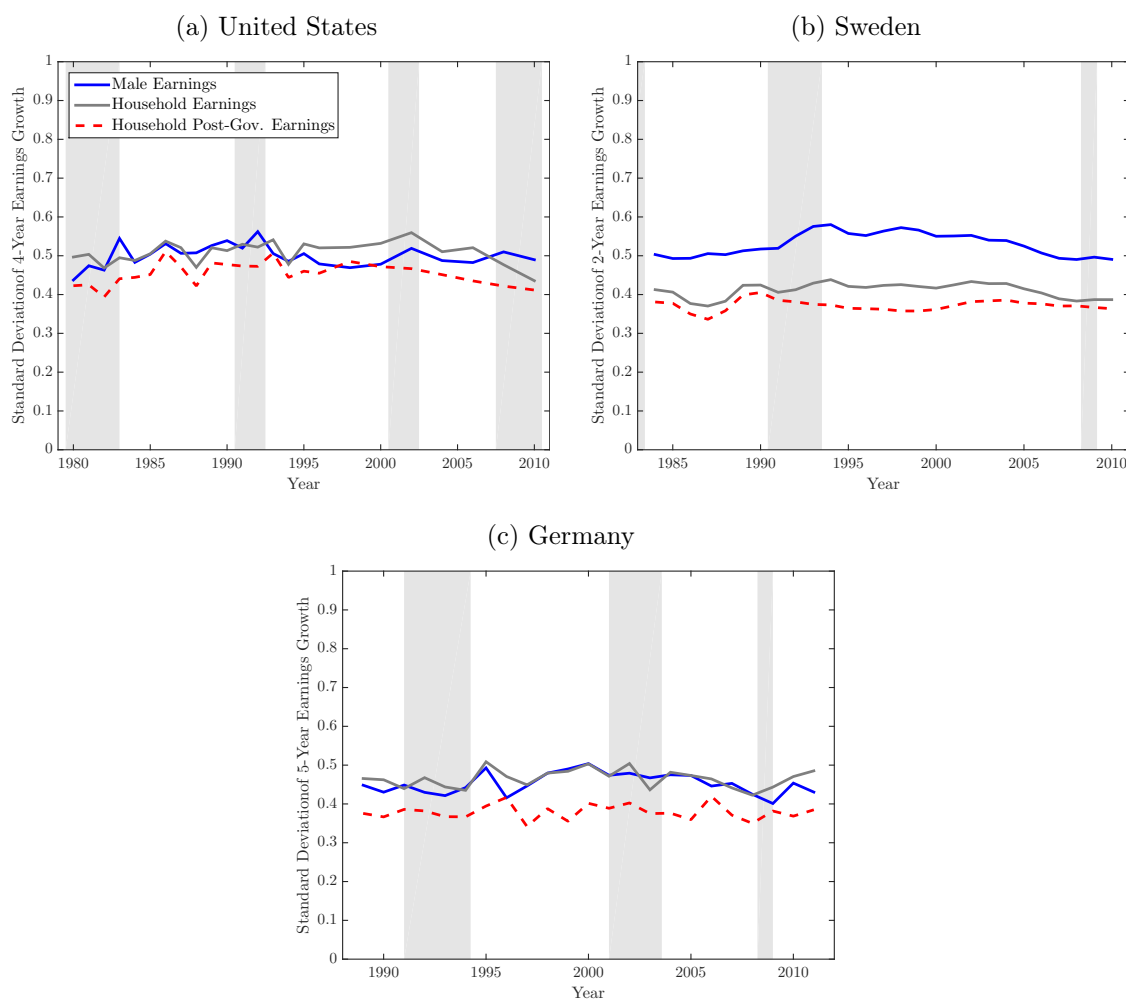 (a) United States
Standard Deviationof 4-Year Earnings Growth
1
0.9
0.8
0.7
0.6
0.5
0.4
0.3
0.2
0.1
0
Male Earnings
Household Earnings
Household Post-Gov. Earnings
1980 1985 1990 1995 2000 2005 2010
Year
(b) Sweden
Standard Deviationof 2-Year Earnings Growth
1
0.9
0.8
0.7
0.6
0.5
0.4
0.3
0.2
0.1
0
1985 1990 1995 2000 2005 2010
Year
(c) Germany
Standard Deviationof 5-Year Earnings Growth
1
0.9
0.8
0.7
0.6
0.5
0.4
0.3
0.2
0.1
0
1990 1995 2000 2005 2010
Year